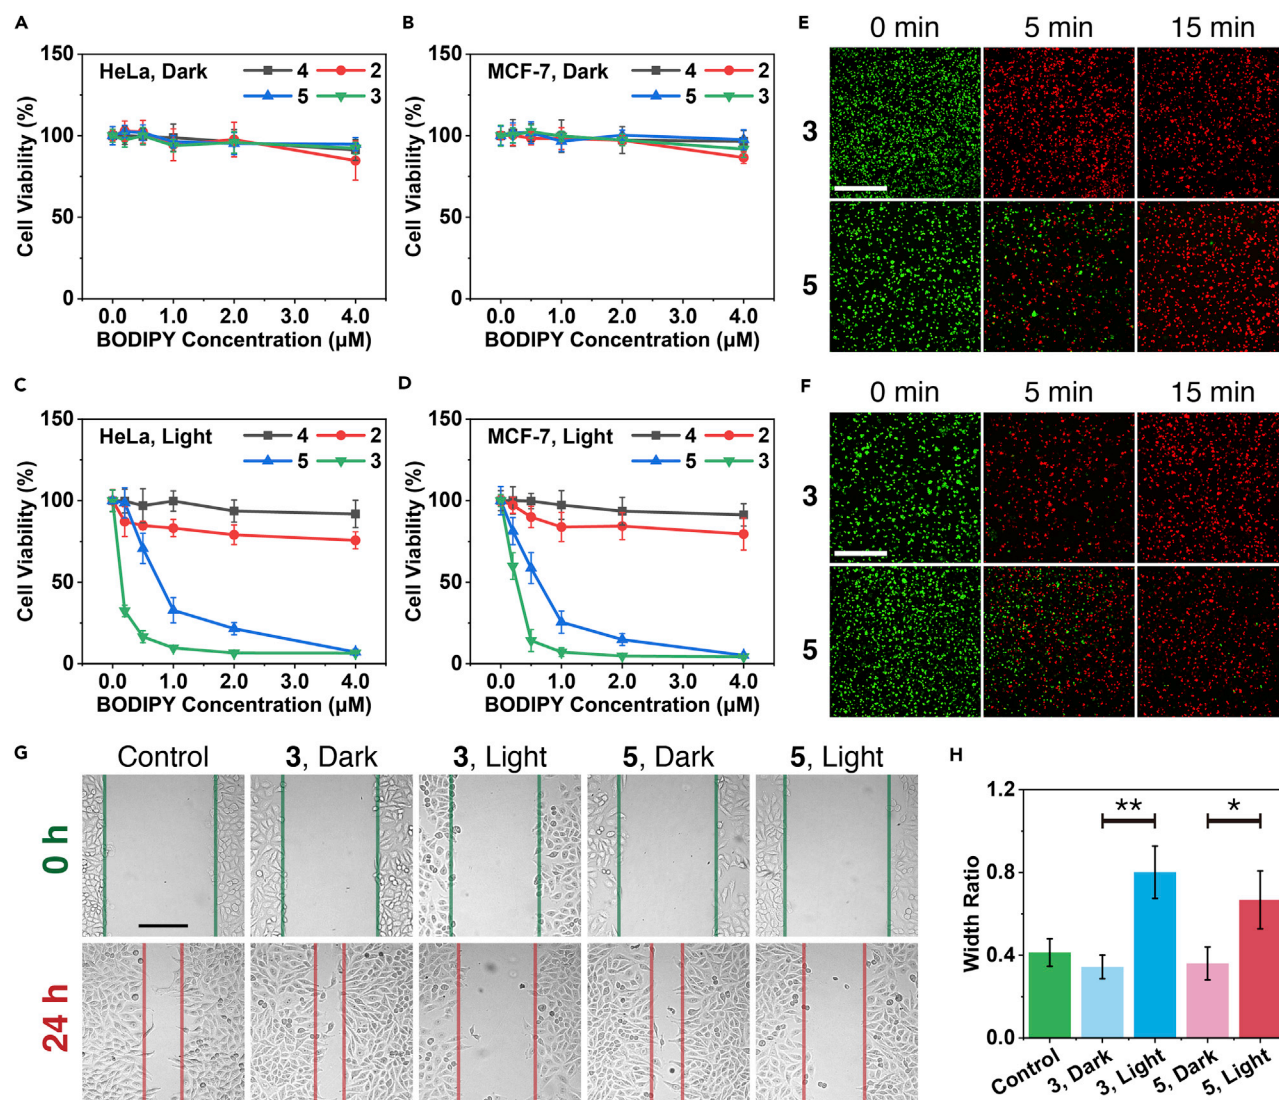 A
150
100
50
0
Cell Viability (%)
HeLa, Dark
4 2
5 3
0.0 1.0 2.0 3.0 4.0
BODIPY Concentration (µM)
B
150
100
50
0
Cell Viability (%)
MCF-7, Dark
4 2
5 3
0.0 1.0 2.0 3.0 4.0
BODIPY Concentration (µM)
E
0 min 5 min 15 min
3
5
C
150
100
50
0
Cell Viability (%)
HeLa, Light
4 2
5 3
0.0 1.0 2.0 3.0 4.0
BODIPY Concentration (µM)
D
150
100
50
0
Cell Viability (%)
MCF-7, Light
4 2
5 3
0.0 1.0 2.0 3.0 4.0
BODIPY Concentration (µM)
F
0 min 5 min 15 min
3
5
G
Control 3, Dark 3, Light 5, Dark 5, Light
0 h
24 h
H
1.2
0.8
0.4
0.0
Width Ratio
** *
Control 3, Dark 3, Light 5, Dark 5, Light